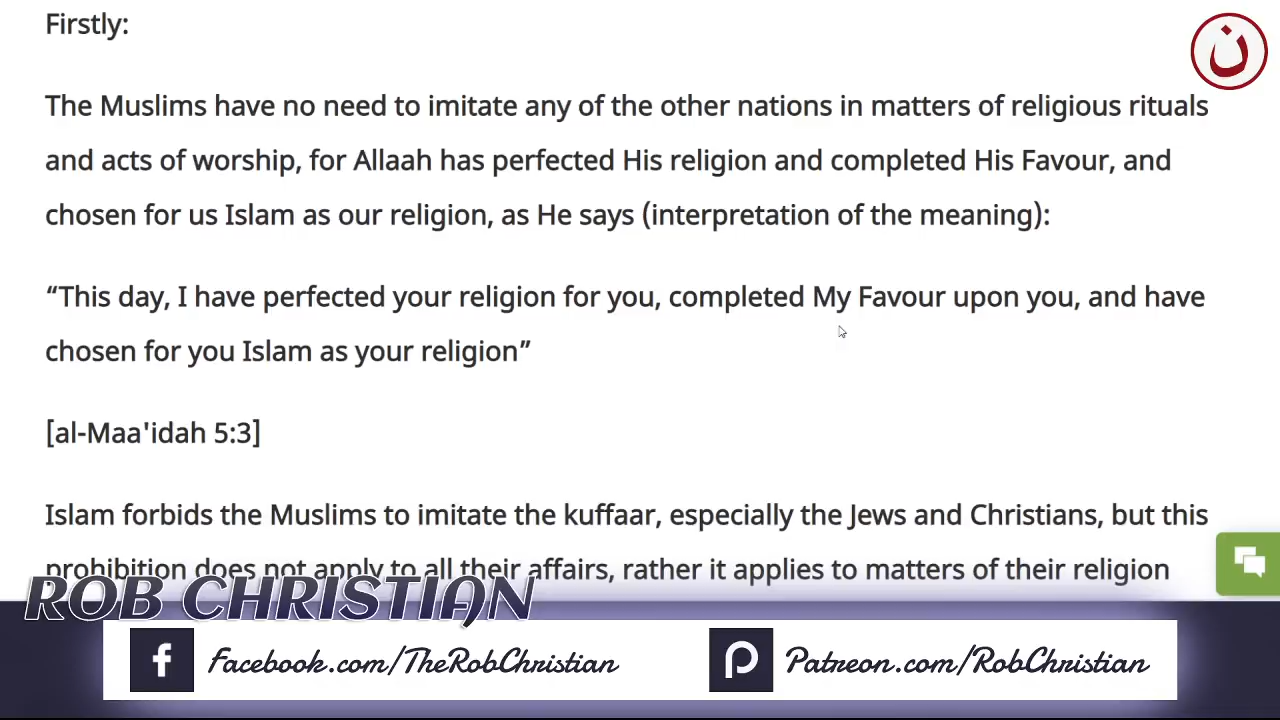 Firstly:
ن
The Muslims have no need to imitate any of the other nations in matters of religious rituals
and acts of worship, for Allaah has perfected His religion and completed His Favour, and
chosen for us Islam as our religion, as He says (interpretation of the meaning):
“This day, I have perfected your religion for you, completed My Favour upon you, and have
chosen for you Islam as your religion”
[al-Maa'idah 5:3]
Islam forbids the Muslims to imitate the kuffaar, especially the Jews and Christians, but this
prohibition does not apply to all their affairs, rather it applies to matters of their religion
ROB CHRISTIAN
f Facebook.com/TheRobChristian
Patreon.com/RobChristian